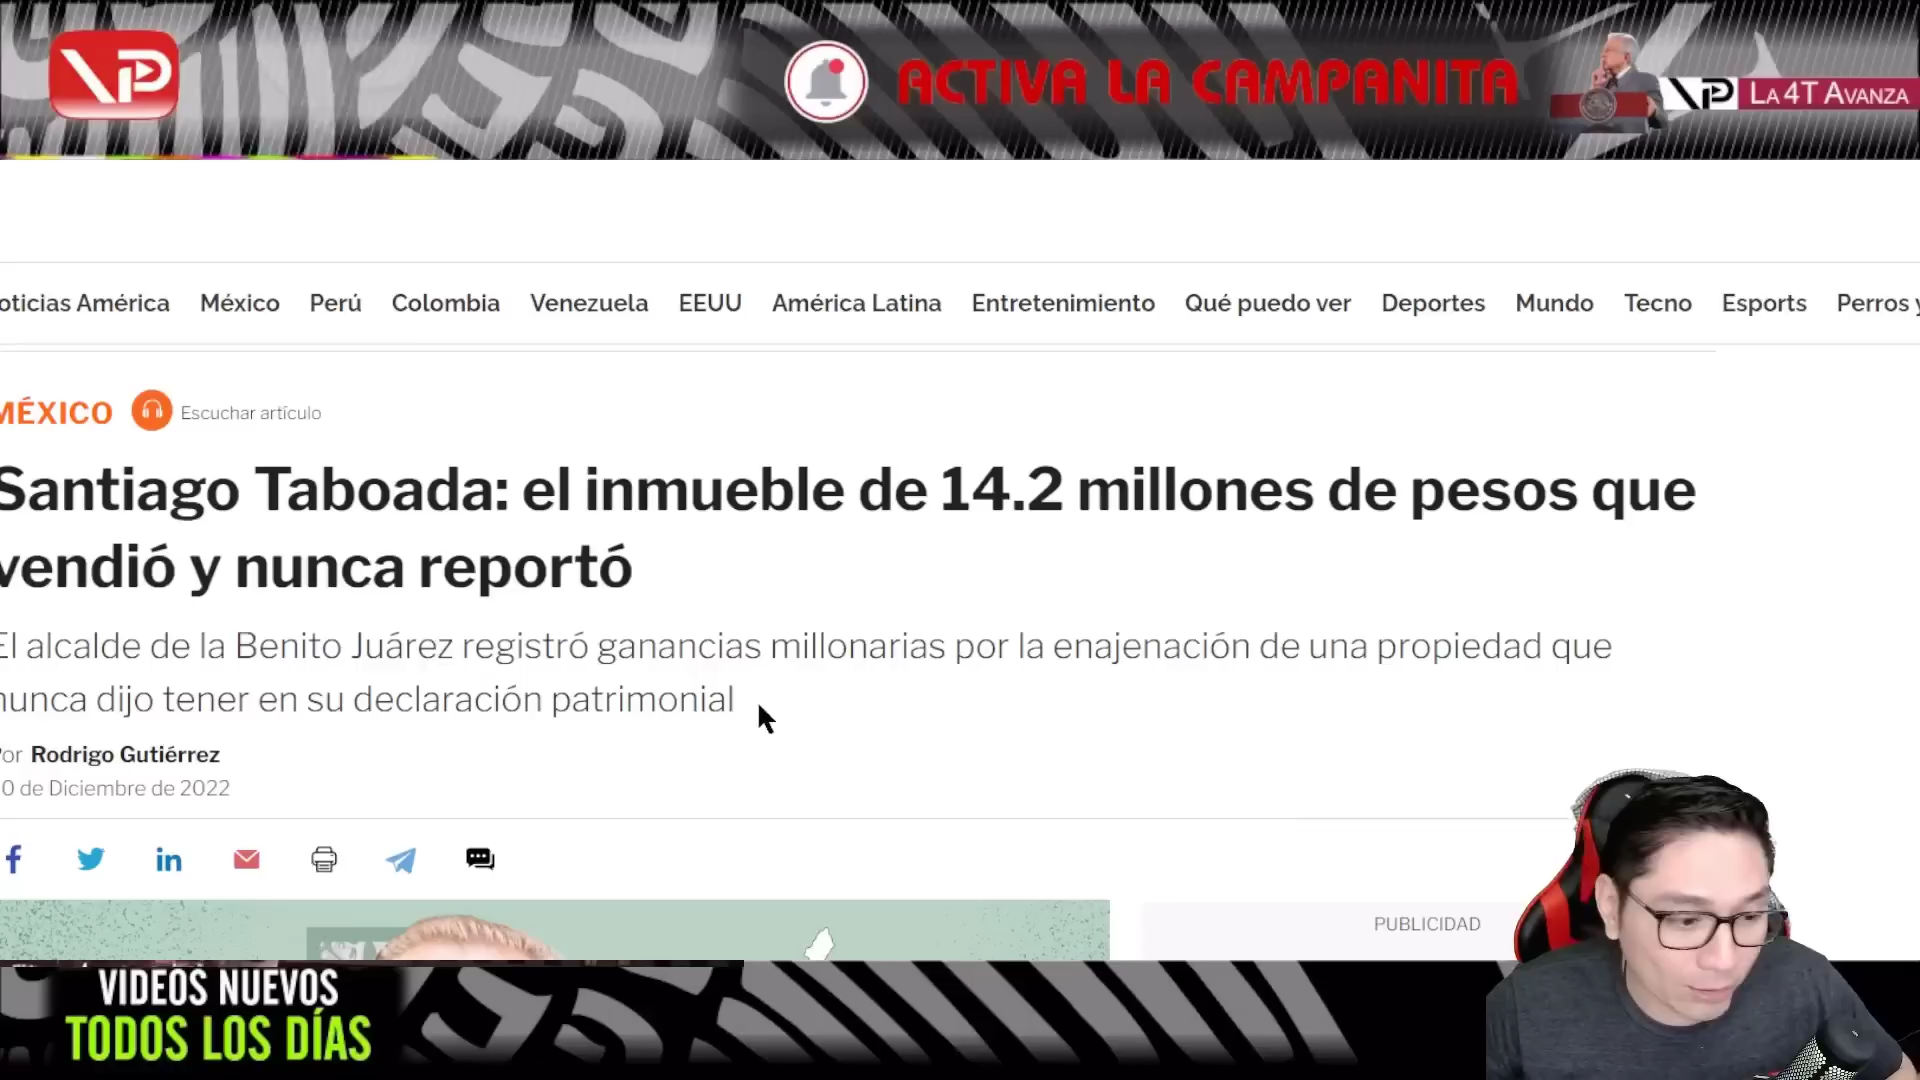 VP
ACTIVA LA CAMPANITA
VP LA 4T AVANZA
oticias América México Perú Colombia Venezuela EEUU América Latina Entretenimiento Qué puedo ver Deportes Mundo Tecno Esports Perros y
MÉXICO Escuchar artículo
Santiago Taboada: el inmueble de 14.2 millones de pesos que
vendió y nunca reportó
El alcalde de la Benito Juárez registró ganancias millonarias por la enajenación de una propiedad que
nunca dijo tener en su declaración patrimonial
Por Rodrigo Gutiérrez
0 de Diciembre de 2022
PUBLICIDAD
VIDEOS NUEVOS
TODOS LOS DÍAS